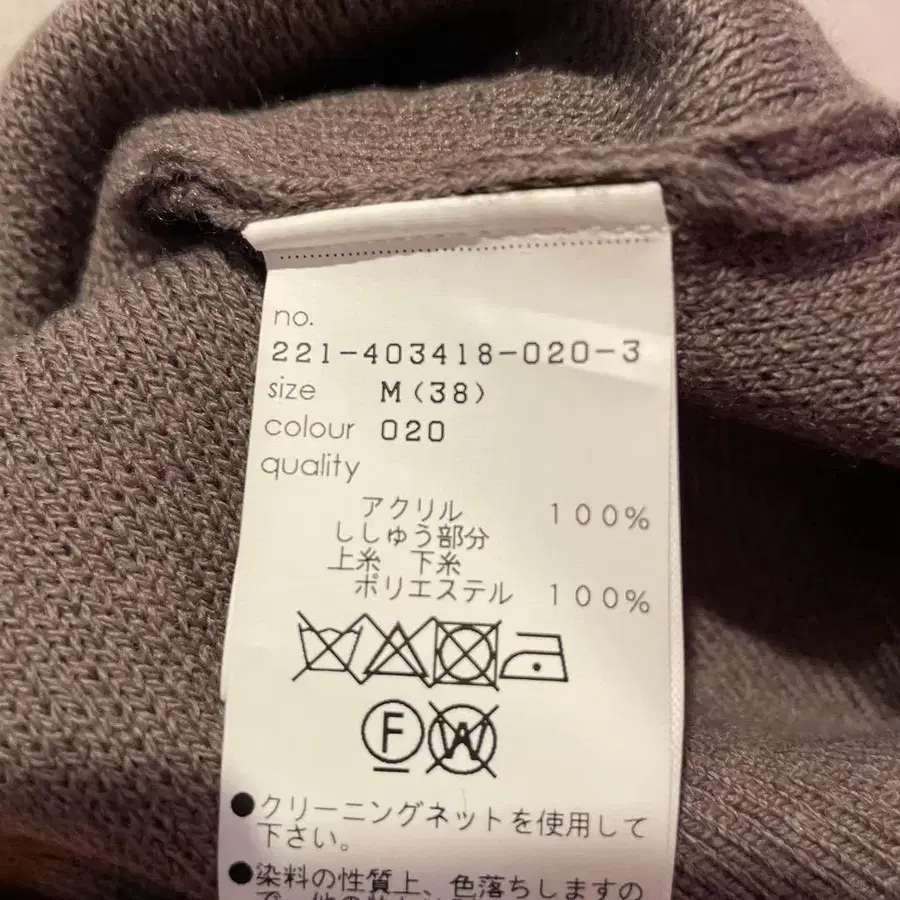 no.
221-403418-020-3
size M(38)
colour 020
quality
アクリル 100%
ししゅう部分
上糸 下糸
ポリエステル 100%
F W
●クリーニングネットを使用して
下さい。
●染料の性質上、色落ちしますの
で、他の